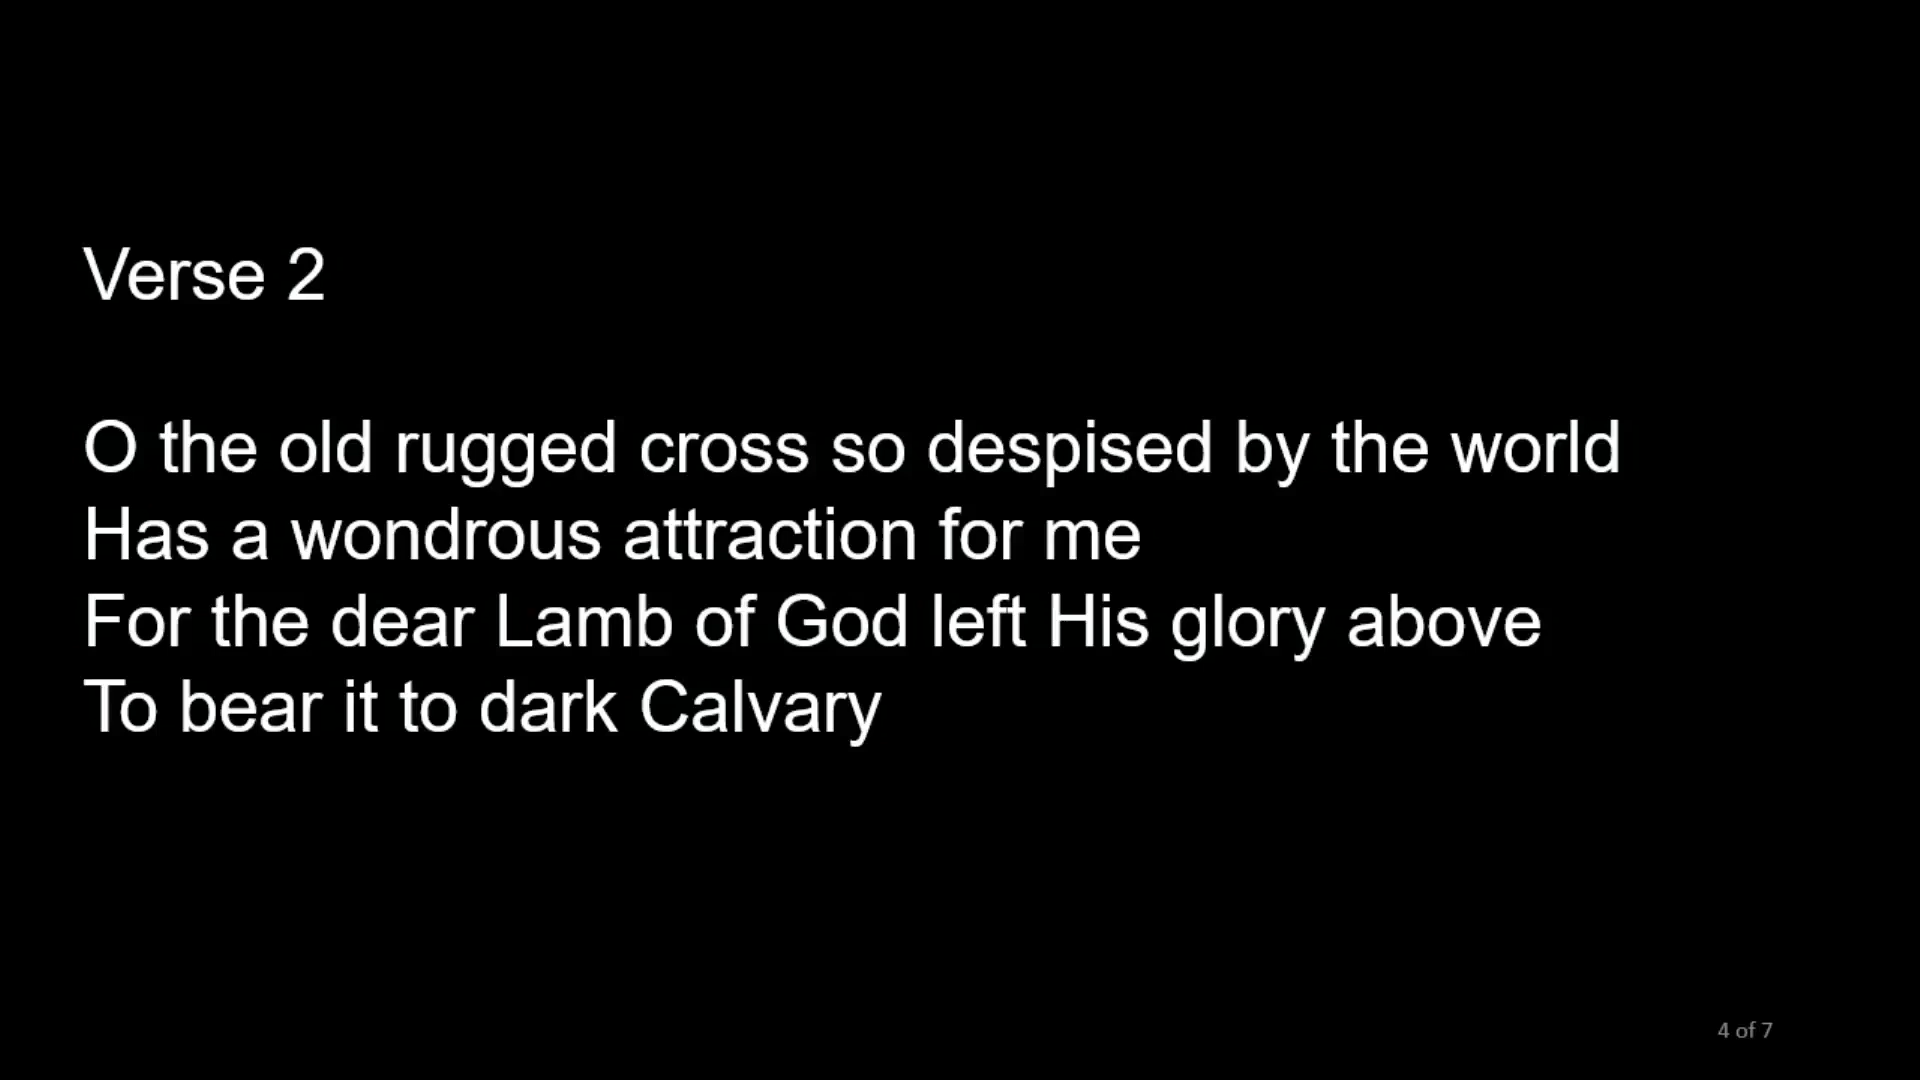 Verse 2
O the old rugged cross so despised by the world
Has a wondrous attraction for me
For the dear Lamb of God left His glory above
To bear it to dark Calvary
4 of 7